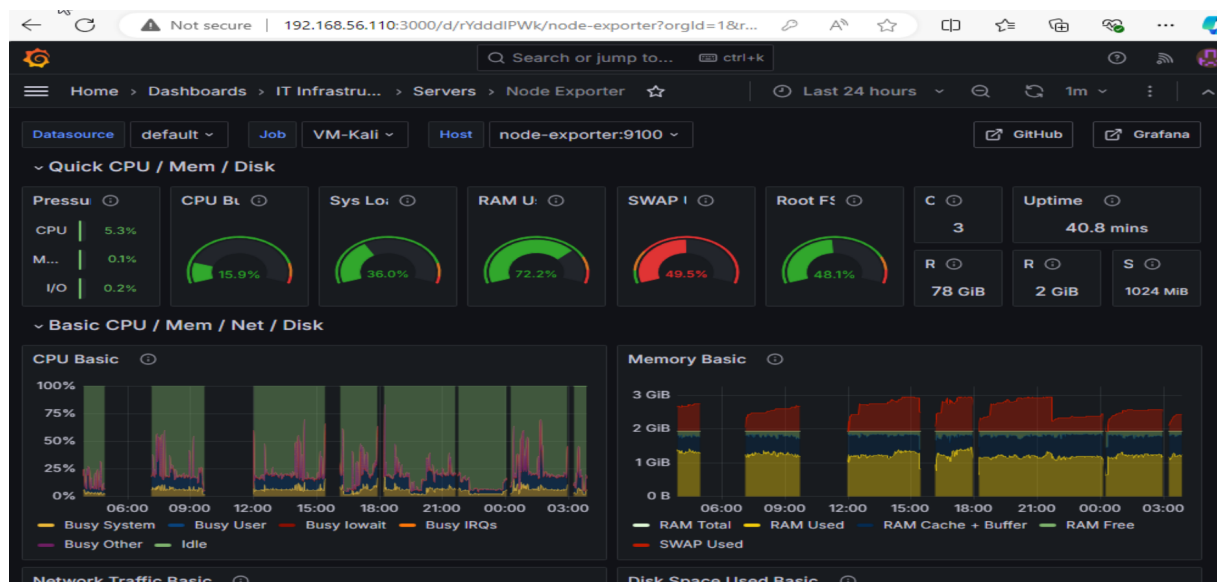 Not secure | 192.168.56.110:3000/d/rYdddlPWk/node-exporter?orgId=1&r...
Search or jump to... ctrl+k
Home > Dashboards > IT Infrastru... > Servers > Node Exporter Last 24 hours 1m
Datasource default Job VM-Kali Host node-exporter:9100 GitHub Grafana
Quick CPU / Mem / Disk
Pressu CPU Bu Sys Loa RAM U SWAP Root FS C Uptime
CPU 5.3%
M... 0.1%
I/O 0.2%
15.9% 36.0% 72.2% 49.5% 48.1%
3 40.8 mins
R R S
78 GiB 2 GiB 1024 MiB
Basic CPU / Mem / Net / Disk
CPU Basic
100%
75%
50%
25%
0%
06:00 09:00 12:00 15:00 18:00 21:00 00:00 03:00
Busy System Busy User Busy Iowait Busy IRQs
Busy Other Idle
Memory Basic
3 GiB
2 GiB
1 GiB
0 B
06:00 09:00 12:00 15:00 18:00 21:00 00:00 03:00
RAM Total RAM Used RAM Cache + Buffer RAM Free
SWAP Used
Network Traffic Basic Disk Space Used Basic